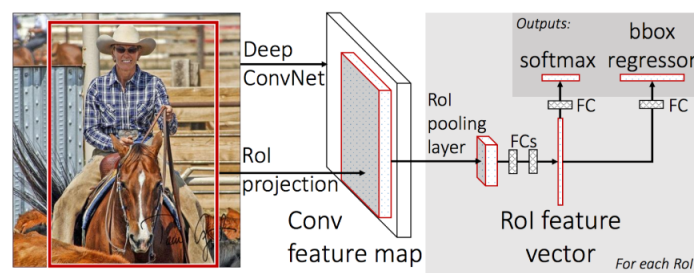 Deep
ConvNet
RoI
projection
Conv
feature map
RoI
pooling
layer
FCs
RoI feature
vector
For each RoI
Outputs:
softmax
bbox
regressor
FC
FC